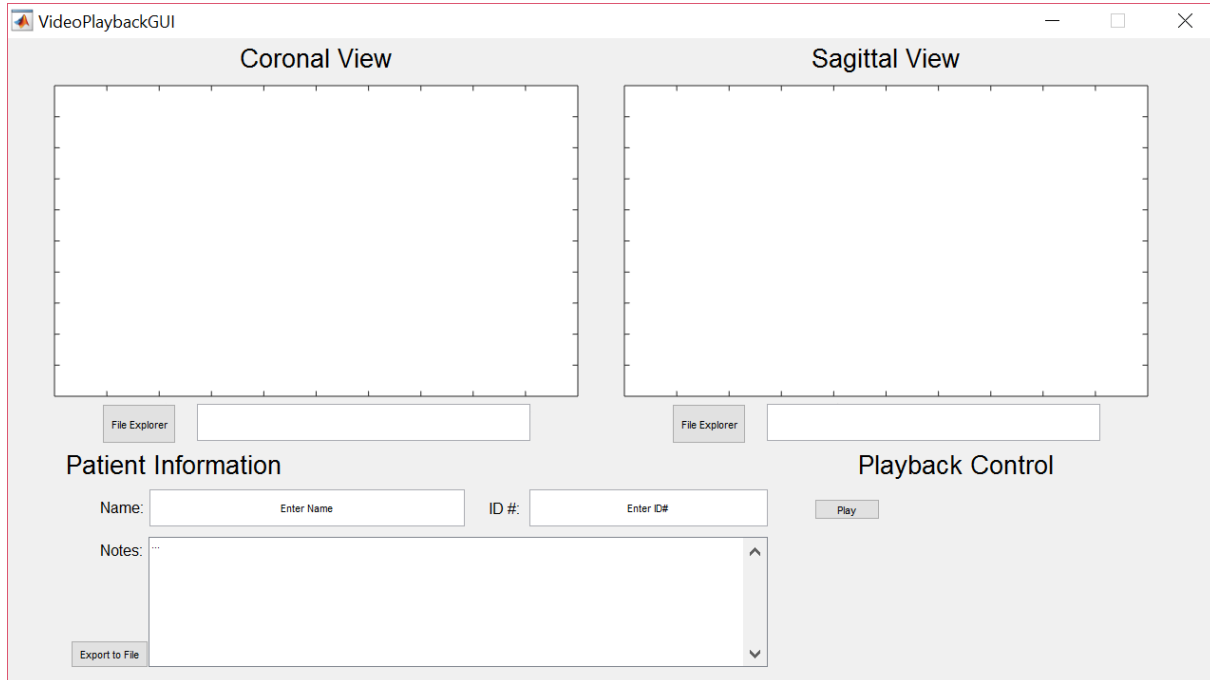 VideoPlaybackGUI
Coronal View
Sagittal View
File Explorer
File Explorer
Patient Information
Playback Control
Name:
Enter Name
ID #:
Enter ID#
Play
Notes:
...
Export to File